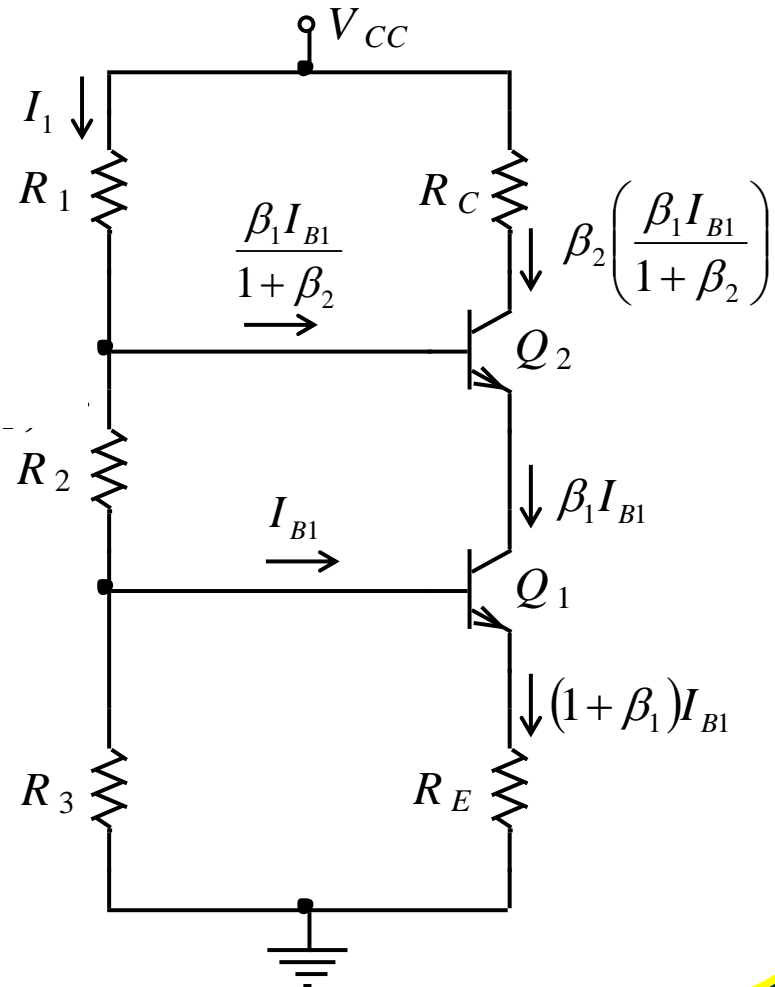 V_CC
I_1
R_1
R_C
β_1 I_B1 / (1 + β_2)
β_2 (β_1 I_B1 / (1 + β_2))
Q_2
R_2
β_1 I_B1
I_B1
Q_1
(1 + β_1) I_B1
R_3
R_E